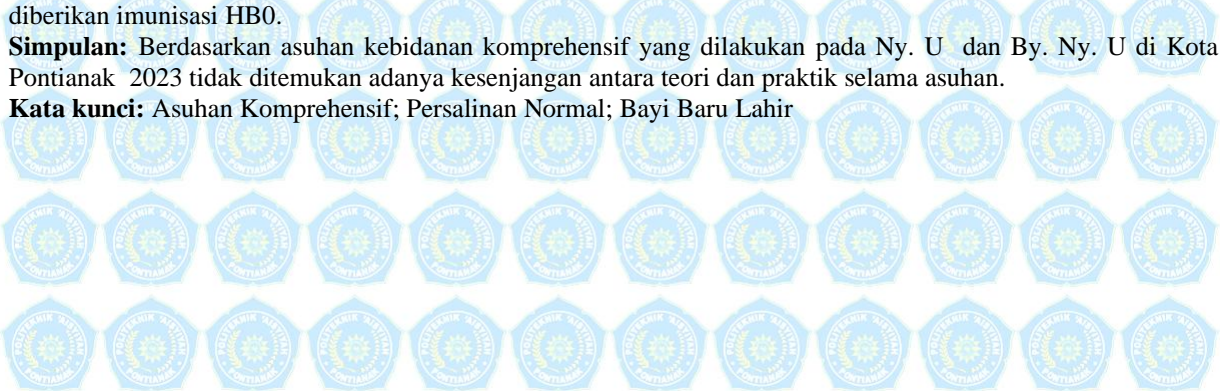 diberikan imunisasi HB0.
Simpulan: Berdasarkan asuhan kebidanan komprehensif yang dilakukan pada Ny. U dan By. Ny. U di Kota
Pontianak 2023 tidak ditemukan adanya kesenjangan antara teori dan praktik selama asuhan.
Kata kunci: Asuhan Komprehensif; Persalinan Normal; Bayi Baru Lahir